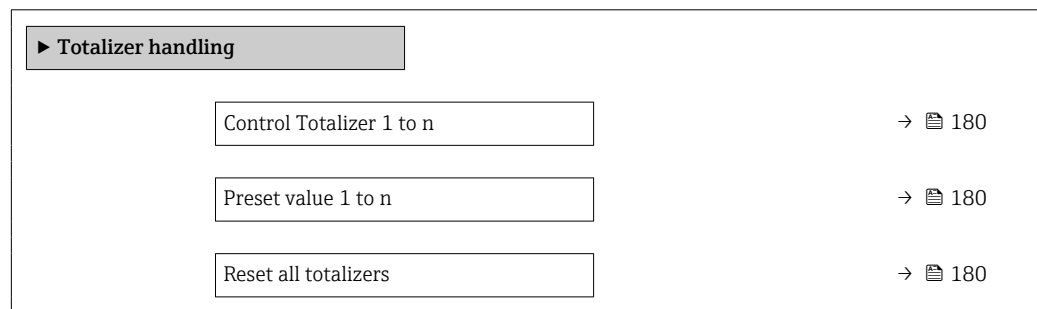 ▶ Totalizer handling
Control Totalizer 1 to n → 180
Preset value 1 to n → 180
Reset all totalizers → 180